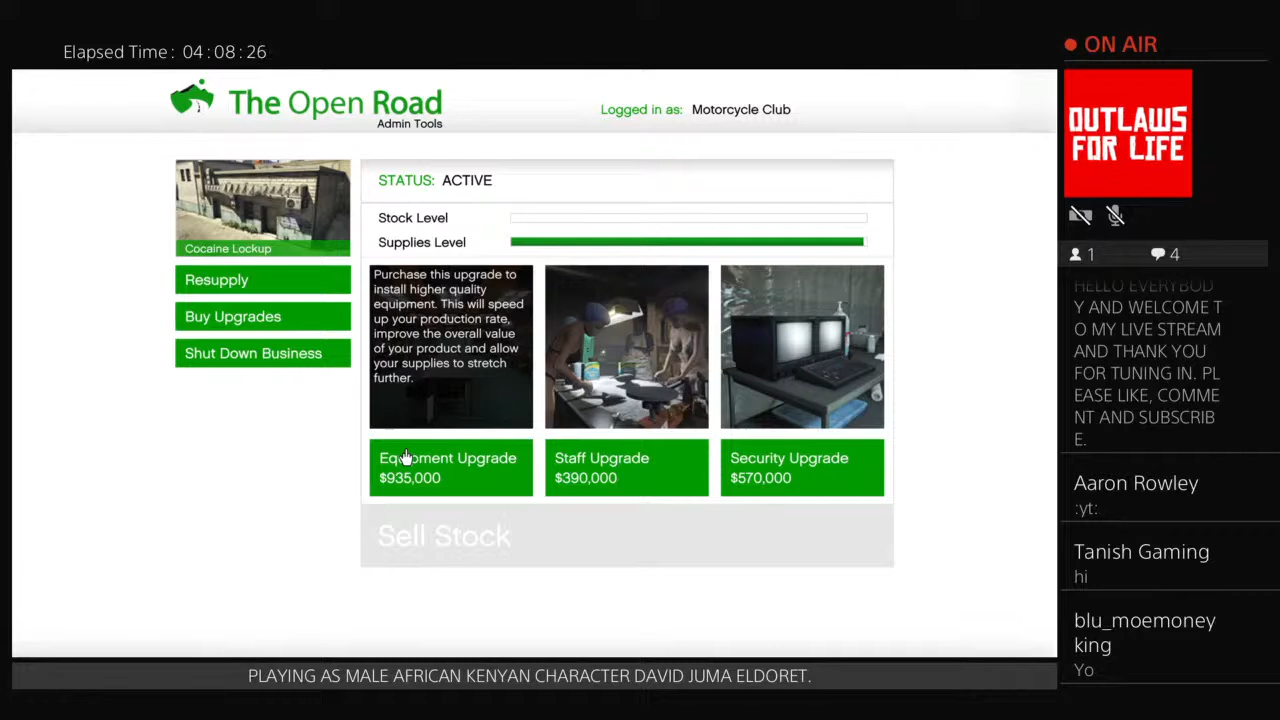 Elapsed Time: 04:08:26
ON AIR
The Open Road
Admin Tools
Logged in as: Motorcycle Club
OUTLAWS
FOR LIFE
Cocaine Lockup
Resupply
Buy Upgrades
Shut Down Business
STATUS: ACTIVE
Stock Level
Supplies Level
Purchase this upgrade to
install higher quality
equipment. This will speed
up your production rate,
improve the overall value
of your product and allow
your supplies to stretch
further.
Equipment Upgrade
$935,000
Staff Upgrade
$390,000
Security Upgrade
$570,000
Sell Stock
1
4
HELLO EVERYBOD
Y AND WELCOME T
O MY LIVE STREAM
AND THANK YOU
FOR TUNING IN. PL
EASE LIKE, COMME
NT AND SUBSCRIB
E.
Aaron Rowley
:yt:
Tanish Gaming
hi
blu_moemoney
king
Yo
PLAYING AS MALE AFRICAN KENYAN CHARACTER DAVID JUMA ELDORET.